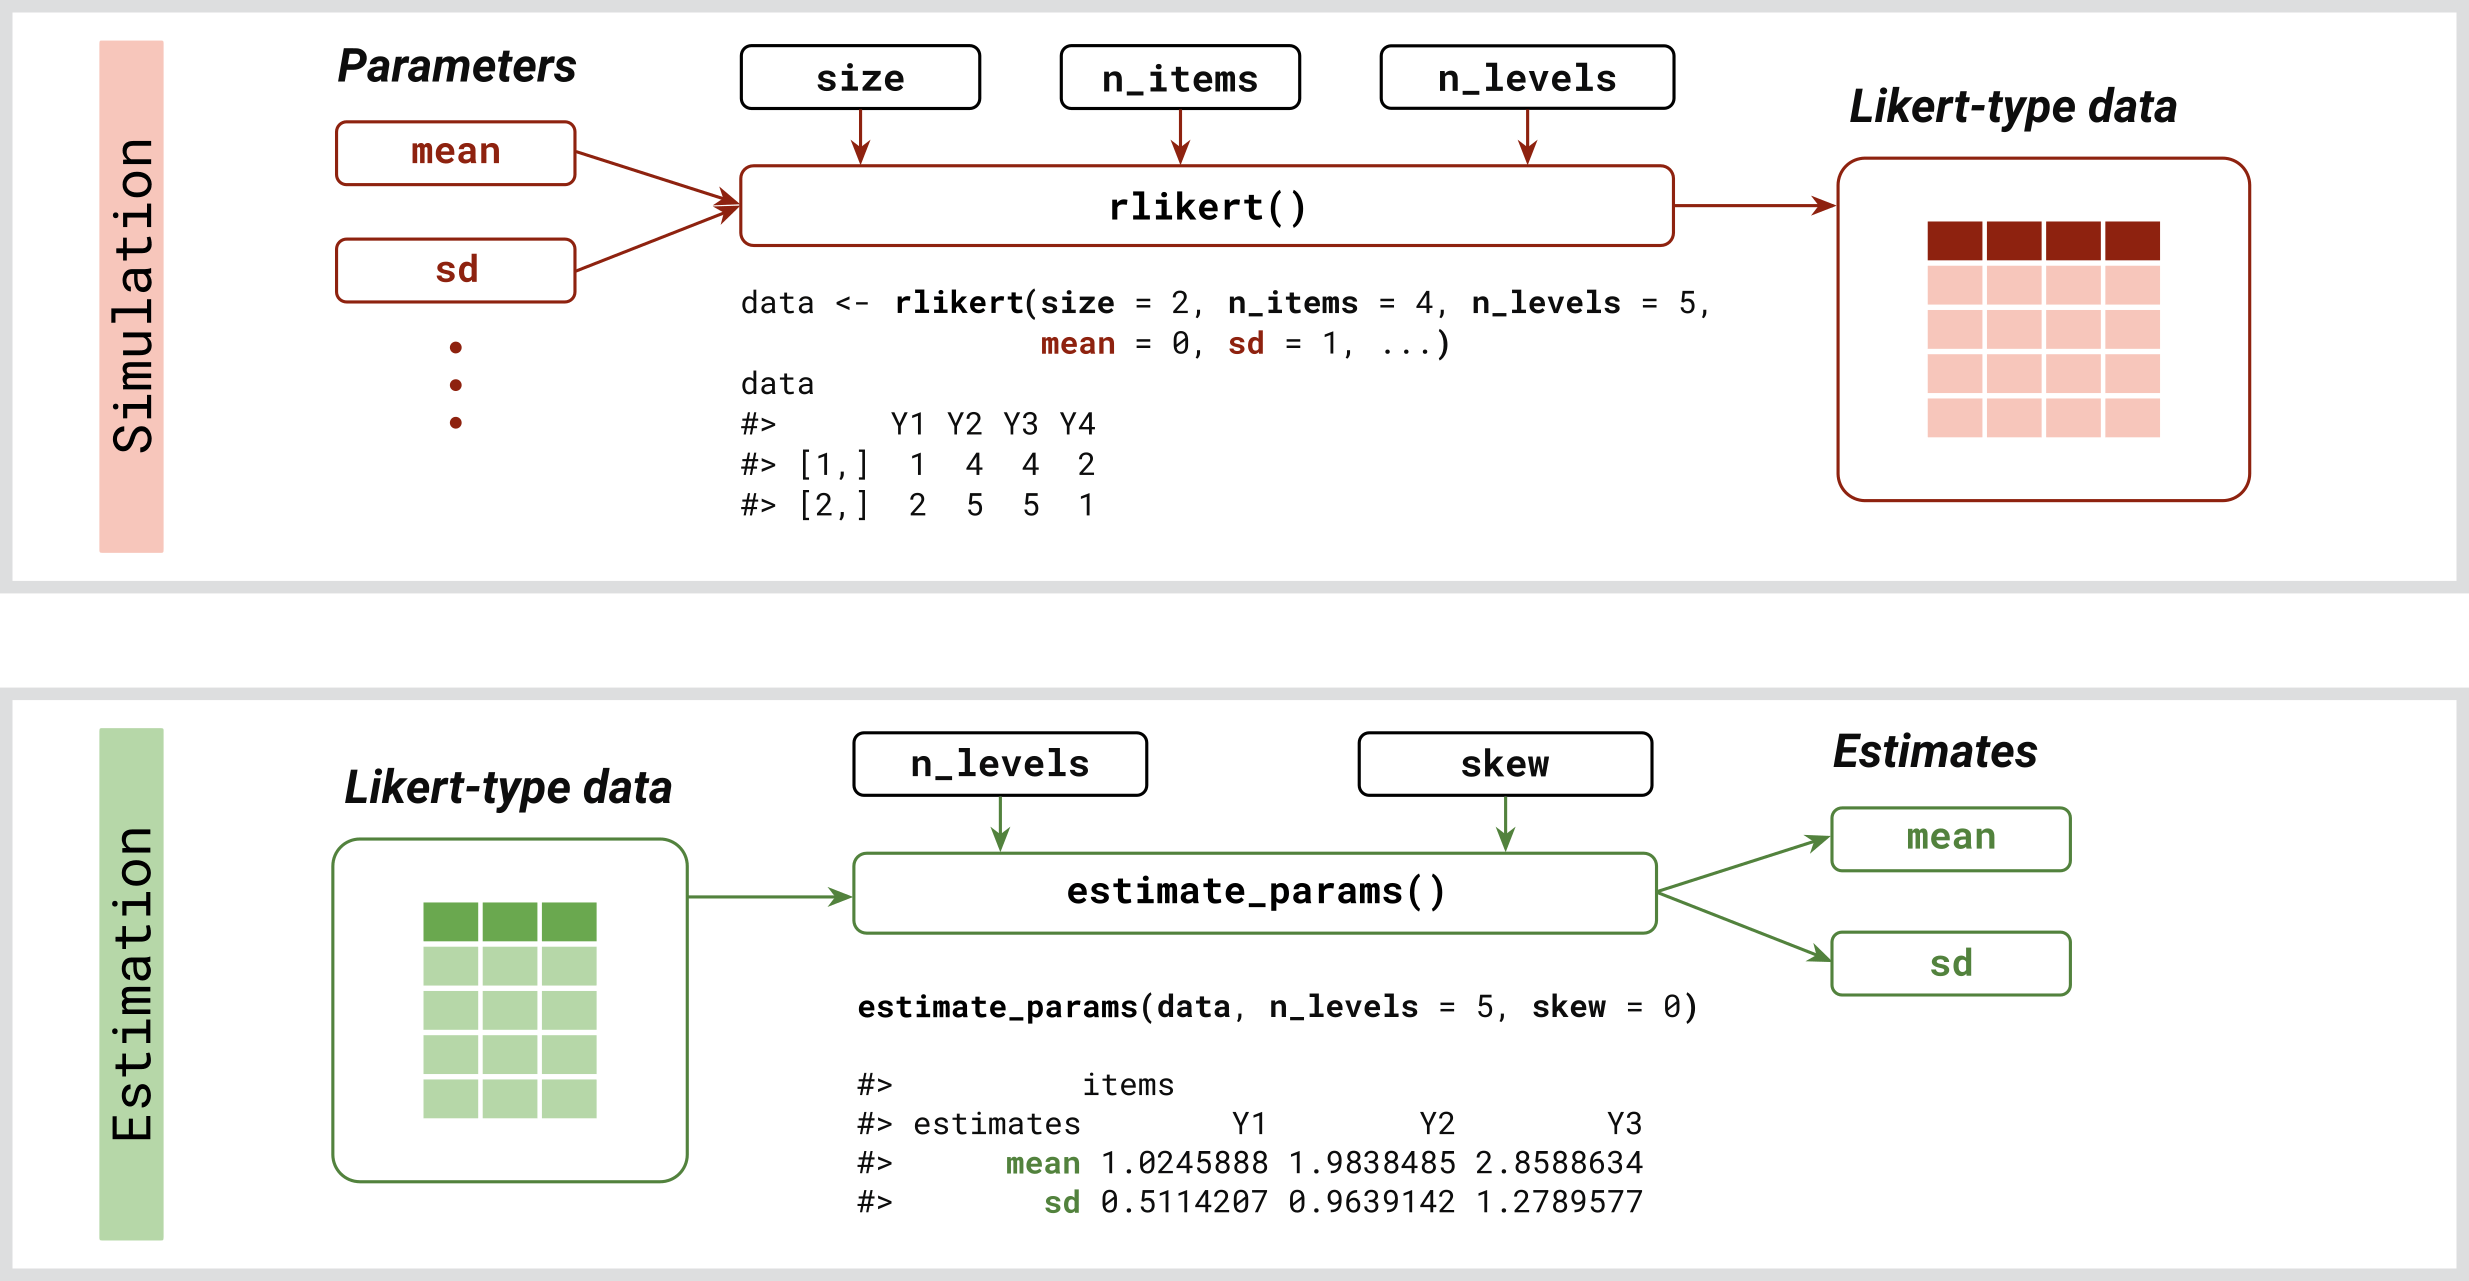 Simulation
Parameters
mean
sd
size
n_items
n_levels
rlikert()
Likert-type data
data <- rlikert(size = 2, n_items = 4, n_levels = 5,
                mean = 0, sd = 1, ...)
data
#>      Y1 Y2 Y3 Y4
#> [1,]  1  4  4  2
#> [2,]  2  5  5  1
Estimation
Likert-type data
n_levels
skew
estimate_params()
Estimates
mean
sd
estimate_params(data, n_levels = 5, skew = 0)
#>          items
#> estimates        Y1        Y2        Y3
#>      mean 1.0245888 1.9838485 2.8588634
#>        sd 0.5114207 0.9639142 1.2789577